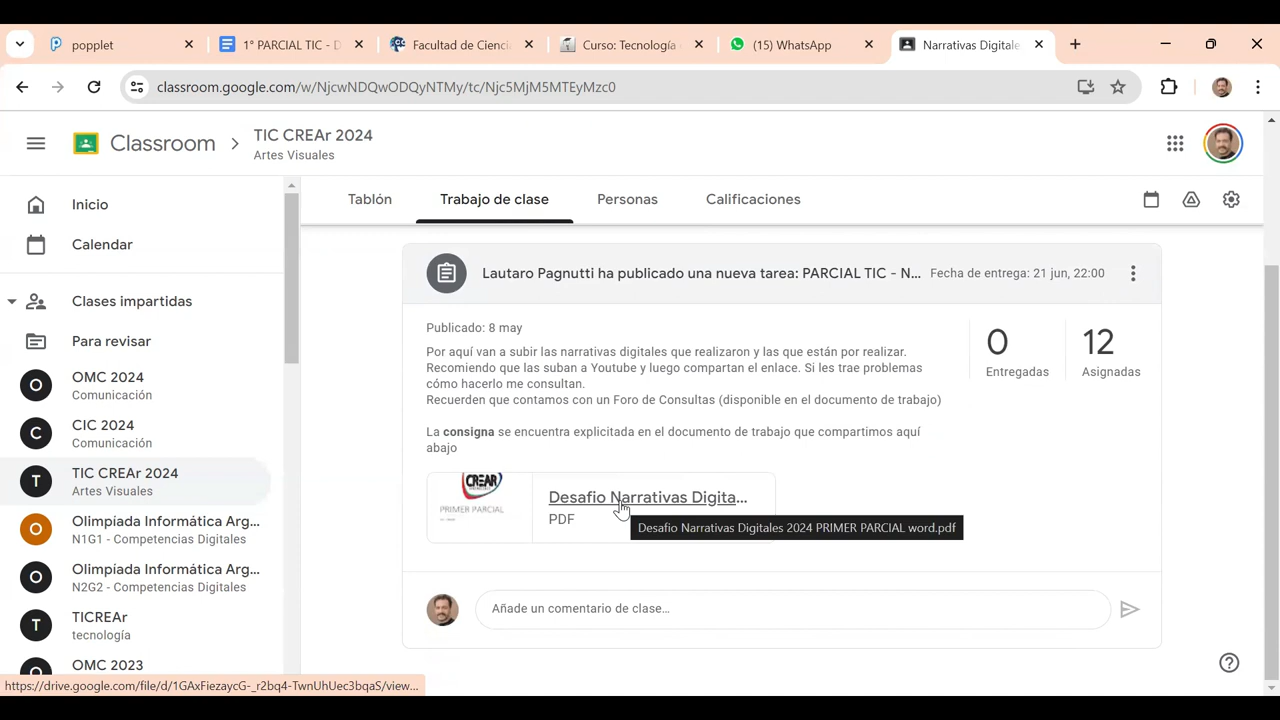 popplet
1° PARCIAL TIC - D
Facultad de Cienci
Curso: Tecnología
(15) WhatsApp
Narrativas Digitale
classroom.google.com/w/NjcwNDQwODQyNTMy/tc/Njc5MjM5MTEyMzc0
Classroom
TIC CREAr 2024
Artes Visuales
Inicio
Calendar
Clases impartidas
Para revisar
O
OMC 2024
Comunicación
C
CIC 2024
Comunicación
T
TIC CREAr 2024
Artes Visuales
O
Olimpíada Informática Arg...
N1G1 - Competencias Digitales
O
Olimpíada Informática Arg...
N2G2 - Competencias Digitales
T
TICREAr
tecnología
O
OMC 2023
https://drive.google.com/file/d/1GAxFiezaycG-_r2bq4-TwnUhUec3bqaS/view...
Tablón
Trabajo de clase
Personas
Calificaciones
Lautaro Pagnutti ha publicado una nueva tarea: PARCIAL TIC - N...
Fecha de entrega: 21 jun, 22:00
Publicado: 8 may
Por aquí van a subir las narrativas digitales que realizaron y las que están por realizar.
Recomiendo que las suban a Youtube y luego compartan el enlace. Si les trae problemas
cómo hacerlo me consultan.
Recuerden que contamos con un Foro de Consultas (disponible en el documento de trabajo)
La consigna se encuentra explicitada en el documento de trabajo que compartimos aquí
abajo
0
Entregadas
12
Asignadas
CREAR
PRIMER PARCIAL
Desafio Narrativas Digita...
PDF
Desafio Narrativas Digitales 2024 PRIMER PARCIAL word.pdf
Añade un comentario de clase...